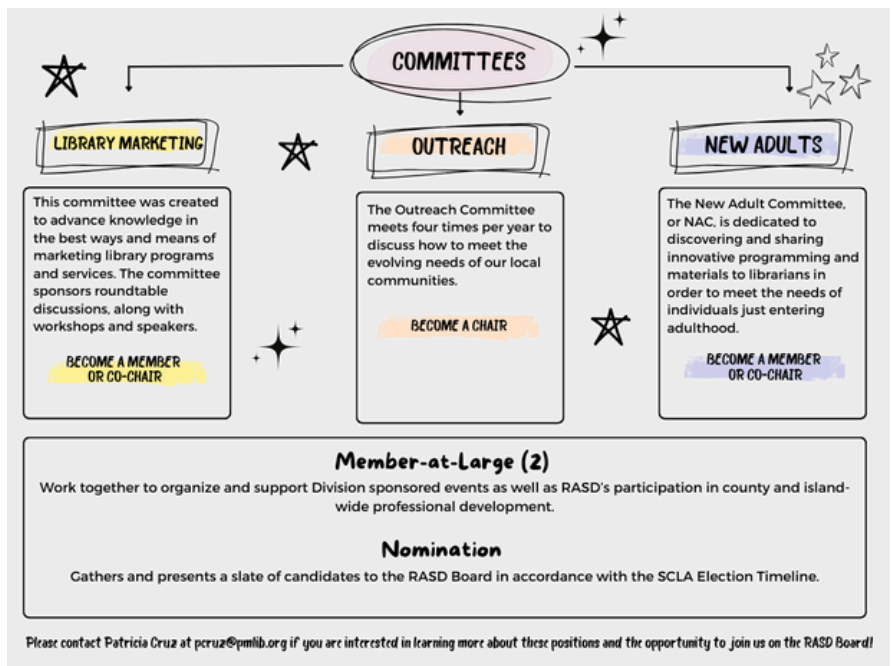 COMMITTEES
LIBRARY MARKETING
This committee was created
to advance knowledge in
the best ways and means of
marketing library programs
and services. The committee
sponsors roundtable
discussions, along with
workshops and speakers.
BECOME A MEMBER
OR CO-CHAIR
OUTREACH
The Outreach Committee
meets four times per year to
discuss how to meet the
evolving needs of our local
communities.
BECOME A CHAIR
NEW ADULTS
The New Adult Committee,
or NAC, is dedicated to
discovering and sharing
innovative programming and
materials to librarians in
order to meet the needs of
individuals just entering
adulthood.
BECOME A MEMBER
OR CO-CHAIR
Member-at-Large (2)
Work together to organize and support Division sponsored events as well as RASD's participation in county and island-
wide professional development.
Nomination
Gathers and presents a slate of candidates to the RASD Board in accordance with the SCLA Election Timeline.
Please contact Patricia Cruz at pcruz@pmlib.org if you are interested in learning more about these positions and the opportunity to join us on the RASD Board!